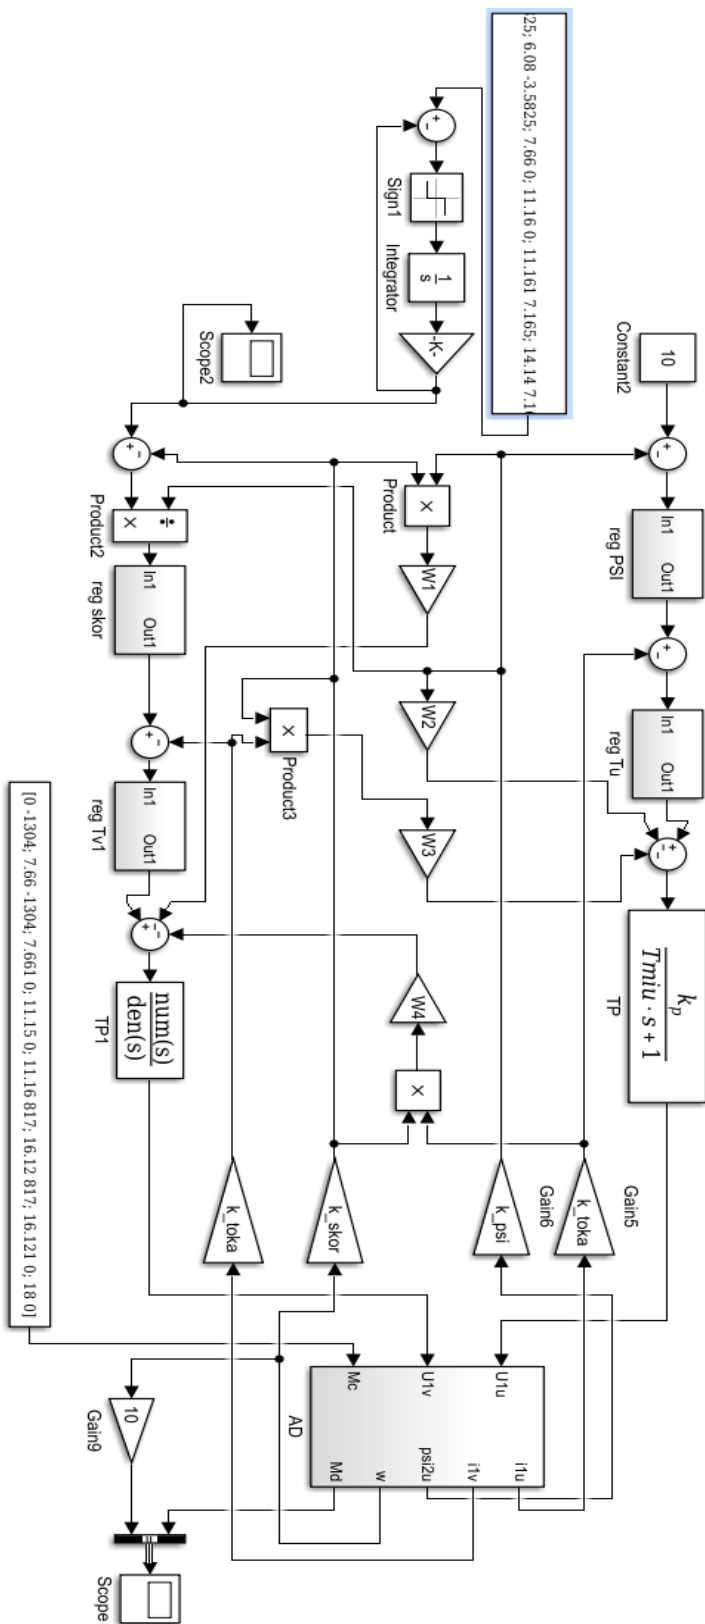 25; 6.08 -3.5825; 7.66 0; 11.16 0; 11.161 7.165; 14.14 7.1
10
Constant2
+
-
In1 Out1
reg PSI
+
-
In1 Out1
reg Tu
+
-
-
k_p
Tmiu · s + 1
TP
+
-
Sign1
1
s
Integrator
-K-
Scope2
+
-
×
Product
W1
W2
W3
W4
×
×
Product3
÷
×
Product2
In1 Out1
reg skor
+
-
In1 Out1
reg Tv1
-
-
+
num(s)
den(s)
TP1
k_toka
Gain5
k_psi
Gain6
k_skor
k_toka
U1u
U1v
Mc
i1u
i1v
psi2u
w
Md
AD
[0 -1304; 7.66 -1304; 7.661 0; 11.15 0; 11.16 817; 16.12 817; 16.121 0; 18 0]
10
Gain9
Scope